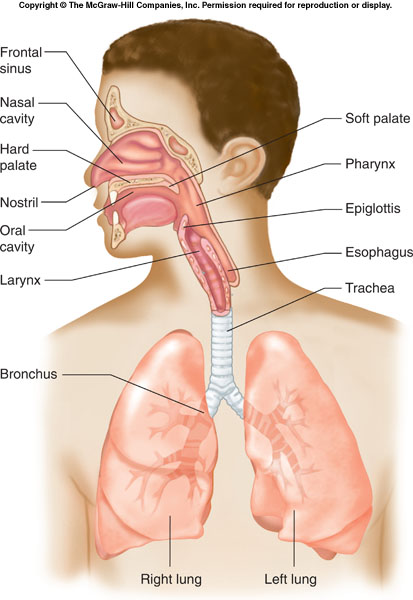 Copyright © The McGraw-Hill Companies, Inc. Permission required for reproduction or display.
Frontal
sinus
Nasal
cavity
Hard
palate
Nostril
Oral
cavity
Larynx
Bronchus
Soft palate
Pharynx
Epiglottis
Esophagus
Trachea
Right lung
Left lung